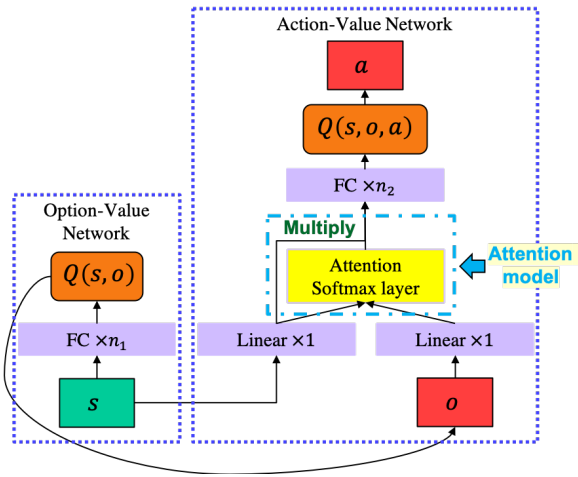 Action-Value Network
a
Q(s, o, a)
FC ×n₂
Option-Value
Network
Multiply
Q(s, o)
Attention
Softmax layer
Attention
model
FC ×n₁
Linear ×1
Linear ×1
s
o